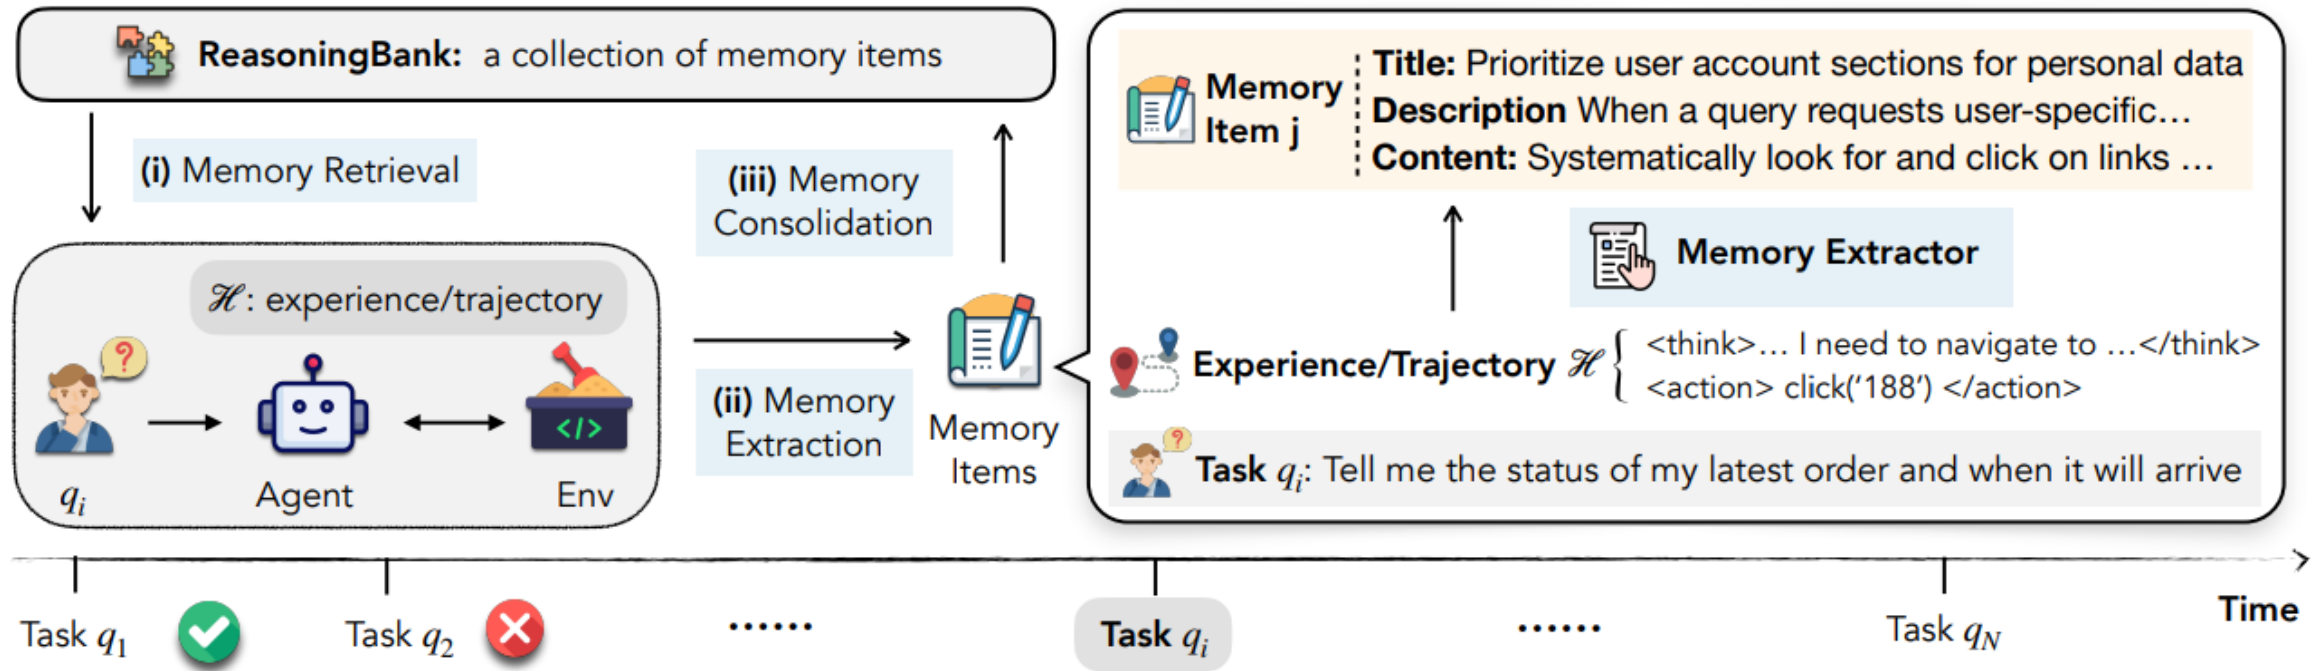 ReasoningBank: a collection of memory items
(i) Memory Retrieval
(iii) Memory
Consolidation
ℋ: experience/trajectory
?
</>
q_i
Agent
Env
(ii) Memory
Extraction
Memory
Items
Memory
Item j
Title: Prioritize user account sections for personal data
Description When a query requests user-specific...
Content: Systematically look for and click on links ...
Memory Extractor
Experience/Trajectory ℋ
<think>... I need to navigate to ...</think>
<action> click('188') </action>
?
Task q_i: Tell me the status of my latest order and when it will arrive
Task q_1
Task q_2
......
Task q_i
......
Task q_N
Time